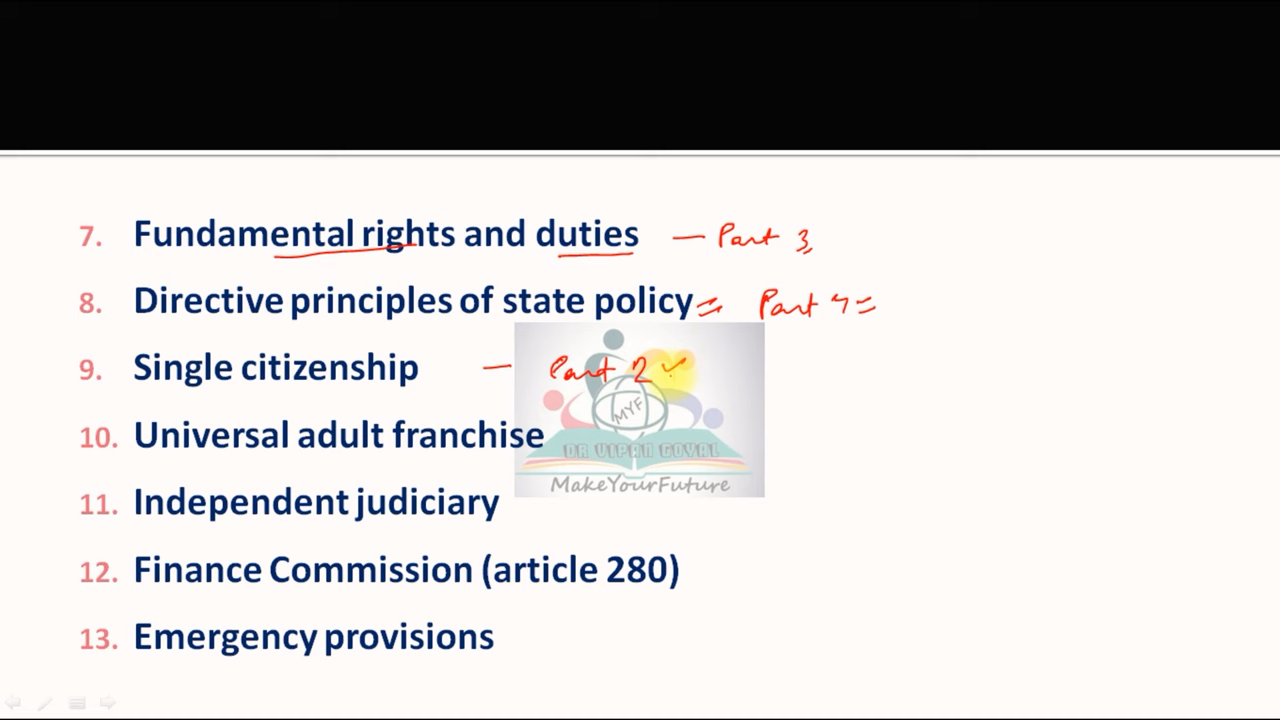 7. Fundamental rights and duties — Part 3
8. Directive principles of state policy = Part 4 =
9. Single citizenship — Part 2
10. Universal adult franchise
MYF
DR VIPAN GOYAL
11. Independent judiciary
MakeYourFuture
12. Finance Commission (article 280)
13. Emergency provisions